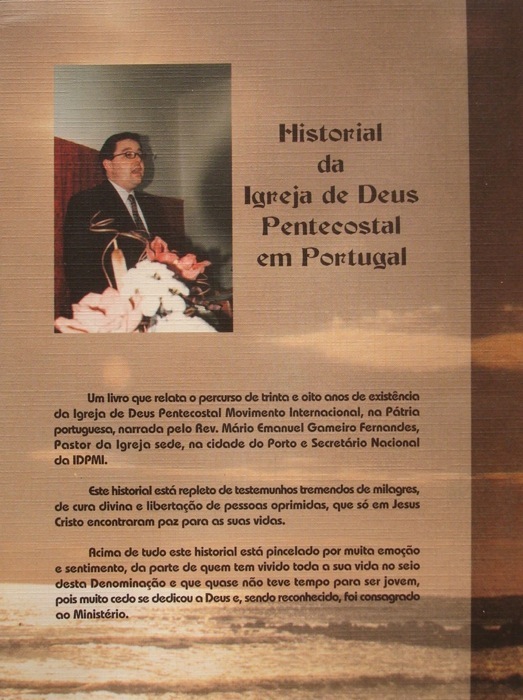 Historial
da
Igreja de Deus
Pentecostal
em Portugal
Um livro que relata o percurso de trinta e oito anos de existência
da Igreja de Deus Pentecostal Movimento Internacional, na Pátria
portuguesa, narrada pelo Rev. Mário Emanuel Gameiro Fernandes,
Pastor da Igreja sede, na cidade do Porto e Secretário Nacional
da IDPMI.
Este historial está repleto de testemunhos tremendos de milagres,
de cura divina e libertação de pessoas oprimidas, que só em Jesus
Cristo encontraram paz para as suas vidas.
Acima de tudo este historial está pincelado por muita emoção
e sentimento, da parte de quem tem vivido toda a sua vida no seio
desta Denominação e que quase não teve tempo para ser jovem,
pois muito cedo se dedicou a Deus e, sendo reconhecido, foi consagrado
ao Ministério.